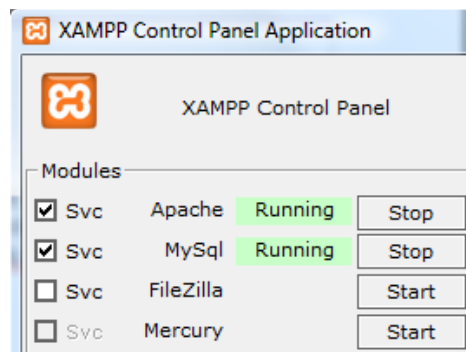 XAMPP Control Panel Application
XAMPP Control Panel
Modules
Svc Apache Running Stop
Svc MySql Running Stop
Svc FileZilla Start
Svc Mercury Start